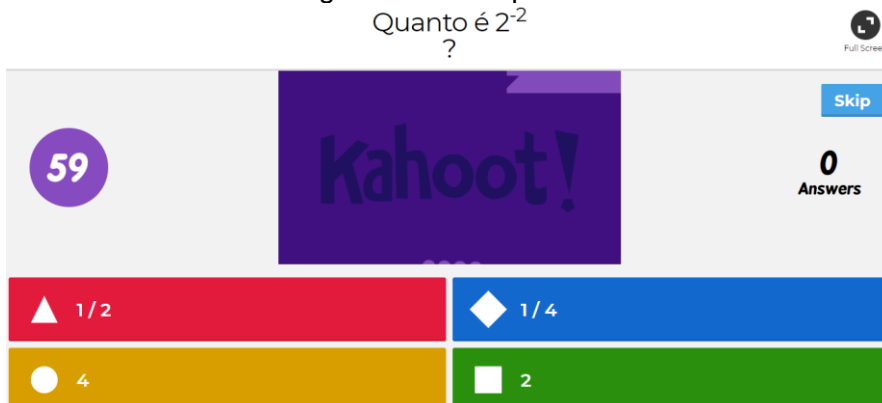 Quanto é 2⁻²
?
Full Scree
Skip
59
Kahoot!
0
Answers
1 / 2
1 / 4
4
2